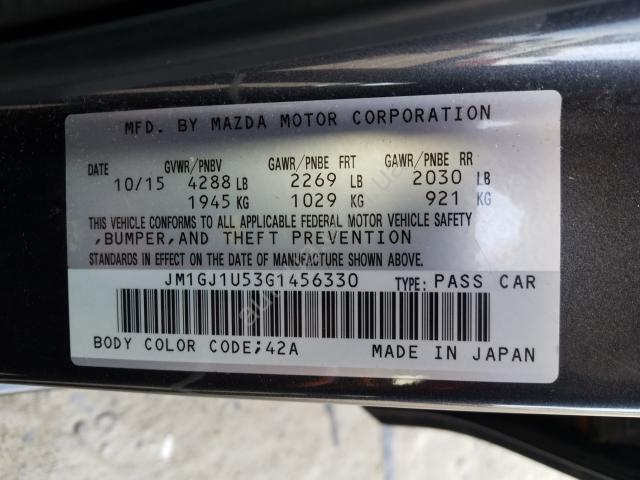 MFD. BY MAZDA MOTOR CORPORATION
DATE GVWR/PNBV GAWR/PNBE FRT GAWR/PNBE RR
10/15 4288 LB 2269 LB 2030 LB
1945 KG 1029 KG 921 KG
THIS VEHICLE CONFORMS TO ALL APPLICABLE FEDERAL MOTOR VEHICLE SAFETY
,BUMPER,AND THEFT PREVENTION
STANDARDS IN EFFECT ON THE DATE OF MANUFACTURE SHOWN ABOVE.
JM1GJ1U53G1456330 TYPE: PASS CAR
BODY COLOR CODE;42A MADE IN JAPAN